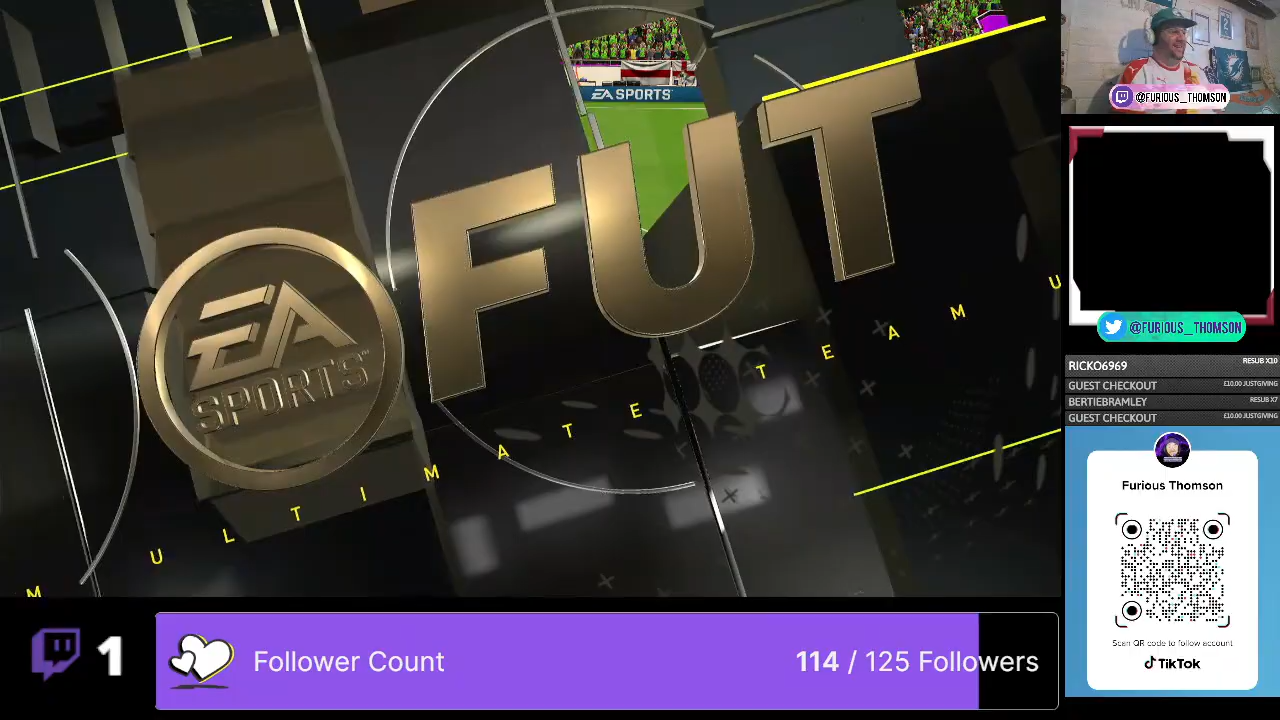 EA SPORTS
@FURIOUS_THOMSON
FUT
EA
SPORTS™
M U L T I M A T E T E A M U
@FURIOUS_THOMSON
RICKO6969 RESUB X10
GUEST CHECKOUT £10.00 JUSTGIVING
BERTIEBRAMLEY RESUB X7
GUEST CHECKOUT £10.00 JUSTGIVING
Furious Thomson
Scan QR code to follow account
TikTok
1
Follower Count 114 / 125 Followers